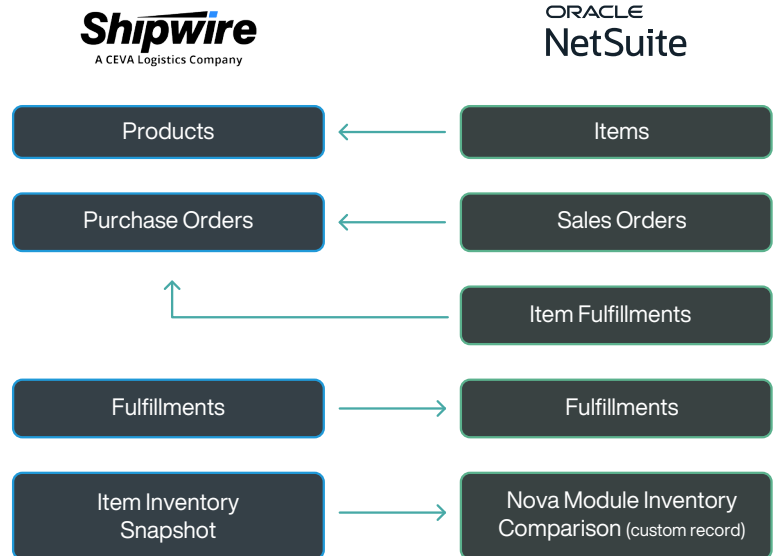 Shipwire
A CEVA Logistics Company
ORACLE
NetSuite
Products
Items
Purchase Orders
Sales Orders
Item Fulfillments
Fulfillments
Fulfillments
Item Inventory
Snapshot
Nova Module Inventory
Comparison (custom record)